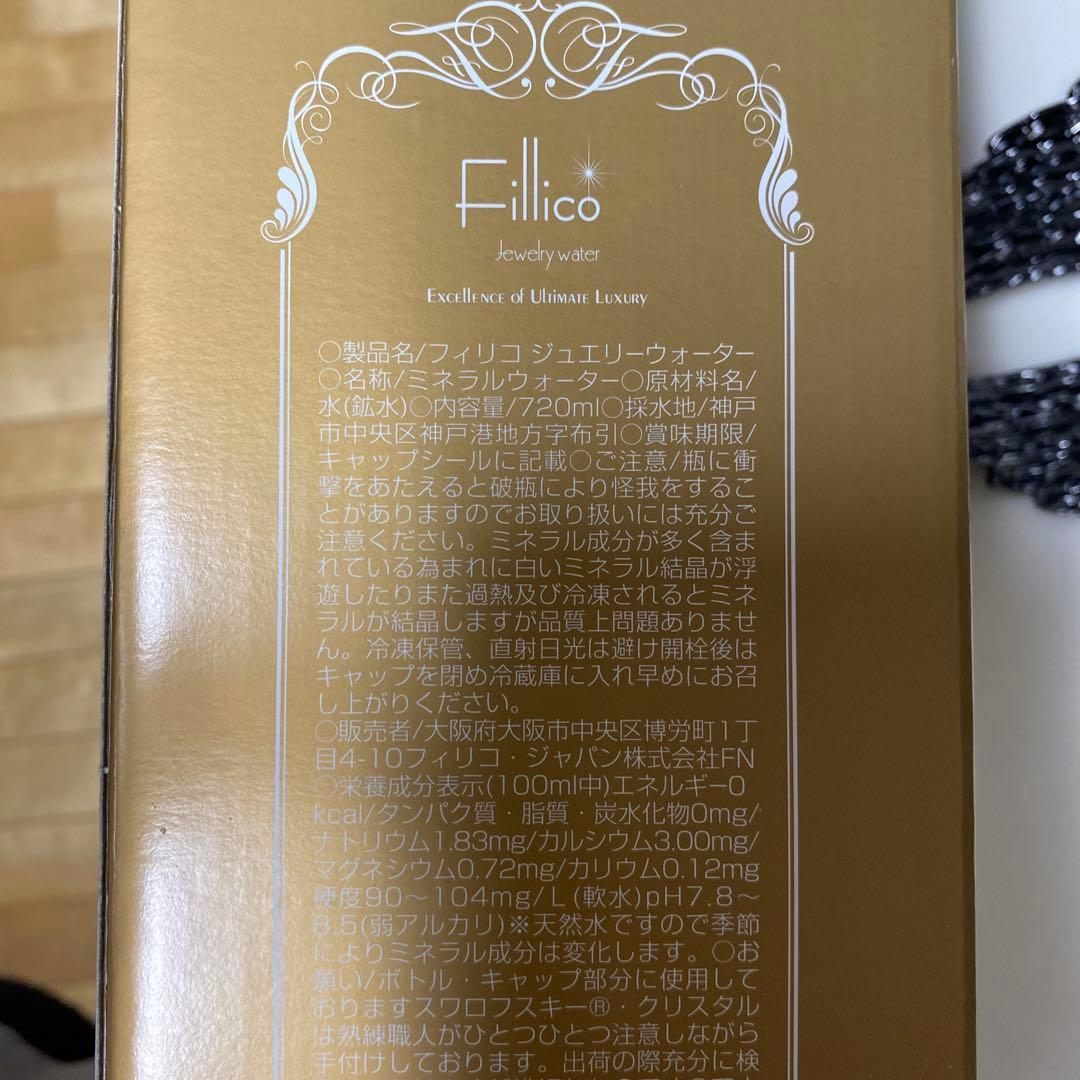 Fillico
Jewelry water
Excellence of Ultimate Luxury
○製品名/フィリコ ジュエリーウォーター
○名称/ミネラルウォーター○原材料名/
水(鉱水)○内容量/720ml○採水地/神戸
市中央区神戸港地方字布引○賞味期限/
キャップシールに記載○ご注意/瓶に衝
撃をあたえると破瓶により怪我をするこ
とがありますのでお取り扱いには充分ご
注意ください。ミネラル成分が多く含ま
れている為まれに白いミネラル結晶が浮
遊したりまた過熱及び冷凍されるとミネ
ラルが結晶しますが品質上問題ありませ
ん。冷凍保管、直射日光は避け開栓後は
キャップを閉め冷蔵庫に入れ早めにお召
し上がりください。
○販売者/大阪府大阪市中央区博労町1丁
目4-10フィリコ・ジャパン株式会社FN
○栄養成分表示(100ml中)エネルギー0
kcal/タンパク質・脂質・炭水化物0mg/
ナトリウム1.83mg/カルシウム3.00mg/
マグネシウム0.72mg/カリウム0.12mg
硬度90〜104mg/L(軟水)pH7.8〜
8.5(弱アルカリ)※天然水ですので季節
によりミネラル成分は変化します。○お
願い/ボトル・キャップ部分に使用して
おりますスワロフスキー®・クリスタル
は熟練職人がひとつひとつ注意しながら
手付けしております。出荷の際充分に検